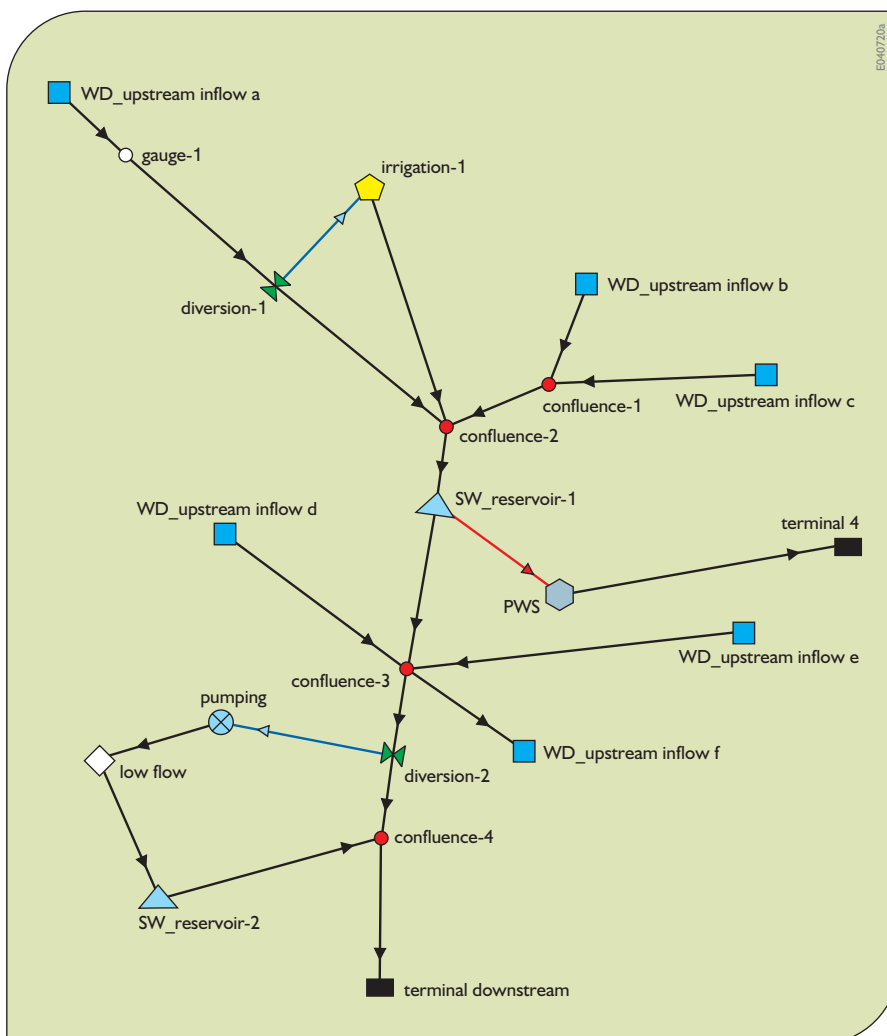 E040720a
WD_upstream inflow a
gauge-1
irrigation-1
diversion-1
WD_upstream inflow b
confluence-1
WD_upstream inflow c
confluence-2
SW_reservoir-1
WD_upstream inflow d
terminal 4
PWS
WD_upstream inflow e
confluence-3
pumping
WD_upstream inflow f
low flow
diversion-2
confluence-4
SW_reservoir-2
terminal downstream